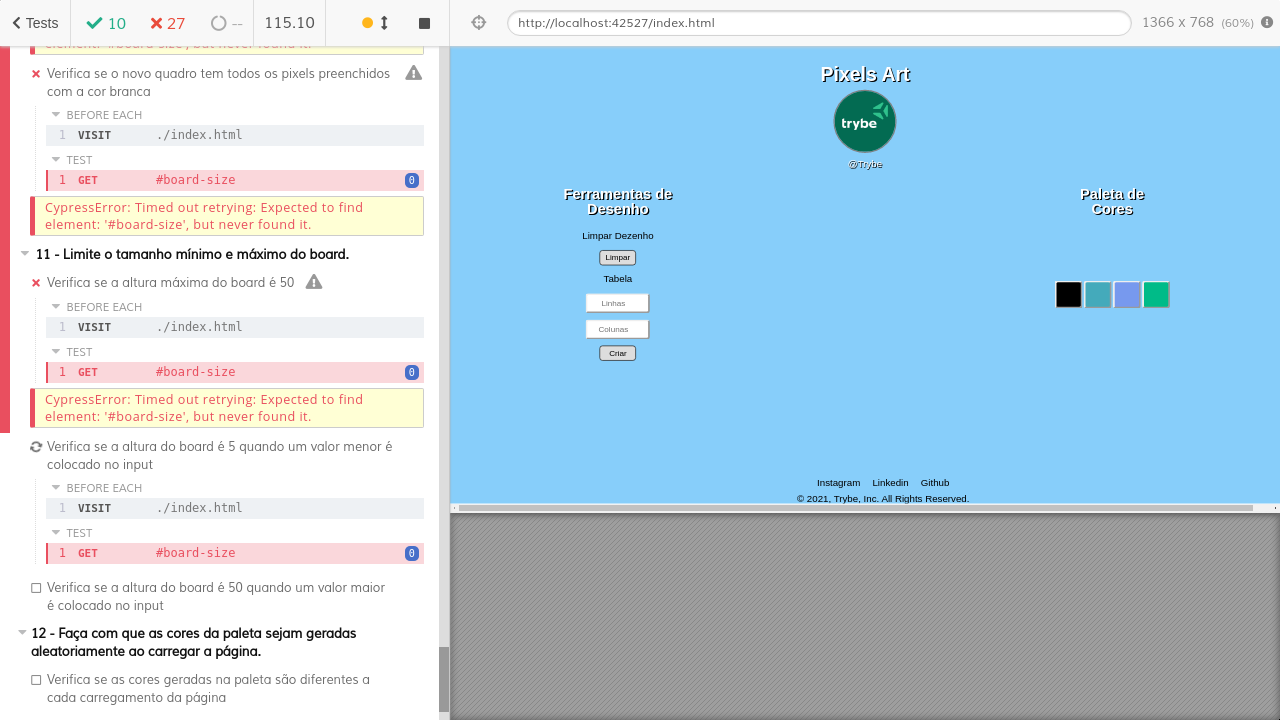 Tests
10
27
--
115.10
http://localhost:42527/index.html
1366 x 768 (60%)
element: '#board-size', but never found it.
Verifica se o novo quadro tem todos os pixels preenchidos
com a cor branca
BEFORE EACH
1 VISIT ./index.html
TEST
1 GET #board-size 0
CypressError: Timed out retrying: Expected to find
element: '#board-size', but never found it.
11 - Limite o tamanho mínimo e máximo do board.
Verifica se a altura máxima do board é 50
BEFORE EACH
1 VISIT ./index.html
TEST
1 GET #board-size 0
CypressError: Timed out retrying: Expected to find
element: '#board-size', but never found it.
Verifica se a altura do board é 5 quando um valor menor é
colocado no input
BEFORE EACH
1 VISIT ./index.html
TEST
1 GET #board-size 0
Verifica se a altura do board é 50 quando um valor maior
é colocado no input
12 - Faça com que as cores da paleta sejam geradas
aleatoriamente ao carregar a página.
Verifica se as cores geradas na paleta são diferentes a
cada carregamento da página
Pixels Art
trybe
@Trybe
Ferramentas de
Desenho
Limpar Dezenho
Limpar
Tabela
Linhas
Colunas
Criar
Paleta de
Cores
Instagram Linkedin Github
© 2021, Trybe, Inc. All Rights Reserved.